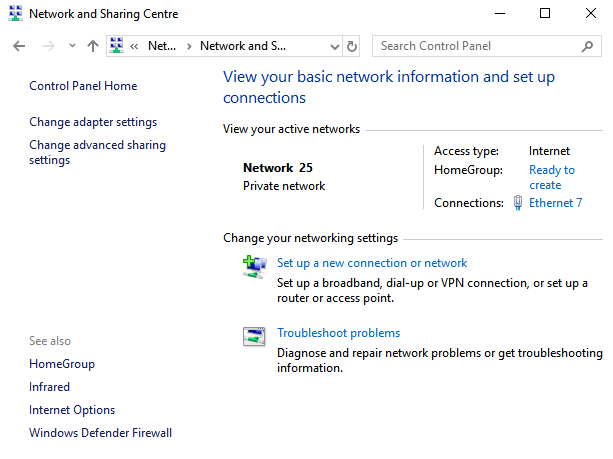 Network and Sharing Centre
Net... Network and S...
Search Control Panel
Control Panel Home
Change adapter settings
Change advanced sharing
settings
See also
HomeGroup
Infrared
Internet Options
Windows Defender Firewall
View your basic network information and set up
connections
View your active networks
Network 25
Private network
Access type: Internet
HomeGroup: Ready to
create
Connections: Ethernet 7
Change your networking settings
Set up a new connection or network
Set up a broadband, dial-up or VPN connection, or set up a
router or access point.
Troubleshoot problems
Diagnose and repair network problems or get troubleshooting
information.